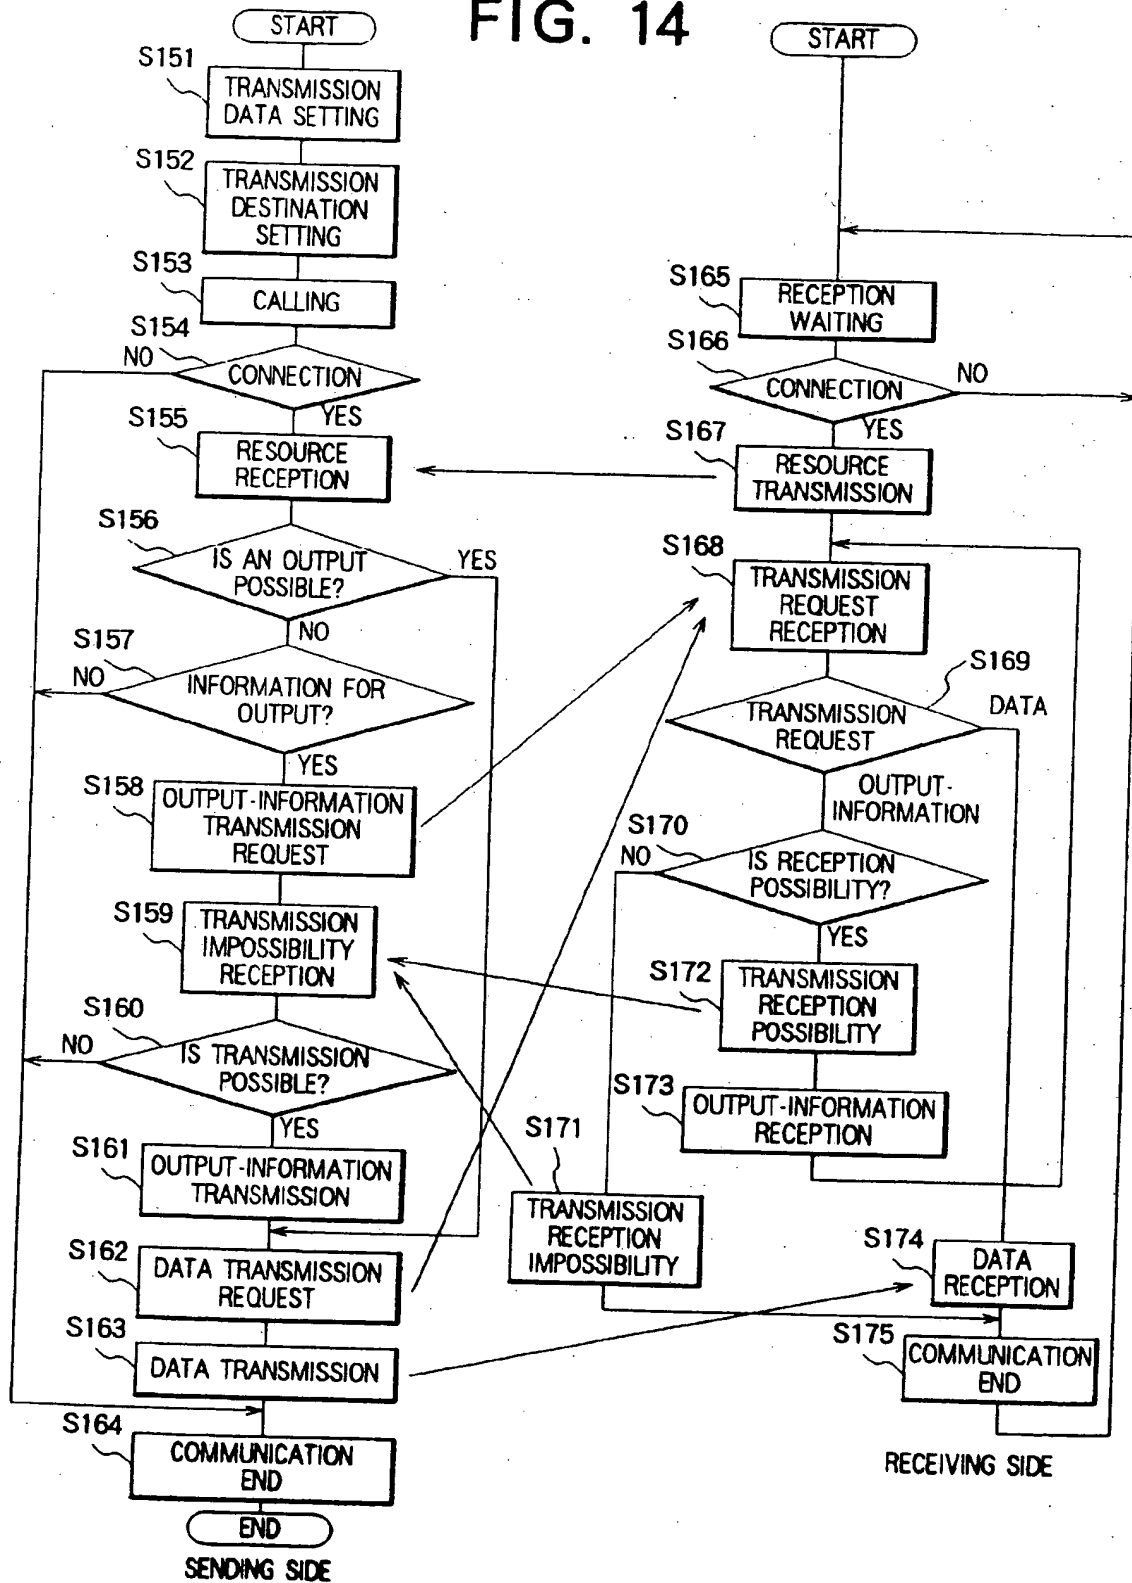 FIG. 14
START
S151
TRANSMISSION
DATA SETTING
S152
TRANSMISSION
DESTINATION
SETTING
S153
CALLING
S154
NO
CONNECTION
YES
S155
RESOURCE
RECEPTION
S156
IS AN OUTPUT
POSSIBLE?
YES
NO
S157
NO
INFORMATION FOR
OUTPUT?
YES
S158
OUTPUT-INFORMATION
TRANSMISSION
REQUEST
S159
TRANSMISSION
IMPOSSIBILITY
RECEPTION
S160
NO
IS TRANSMISSION
POSSIBLE?
YES
S161
OUTPUT-INFORMATION
TRANSMISSION
S162
DATA TRANSMISSION
REQUEST
S163
DATA TRANSMISSION
S164
COMMUNICATION
END
END
SENDING SIDE
START
S165
RECEPTION
WAITING
S166
CONNECTION
NO
YES
S167
RESOURCE
TRANSMISSION
S168
TRANSMISSION
REQUEST
RECEPTION
S169
TRANSMISSION
REQUEST
DATA
OUTPUT-
INFORMATION
S170
NO
IS RECEPTION
POSSIBILITY?
YES
S172
TRANSMISSION
RECEPTION
POSSIBILITY
S173
OUTPUT-INFORMATION
RECEPTION
S171
TRANSMISSION
RECEPTION
IMPOSSIBILITY
S174
DATA
RECEPTION
S175
COMMUNICATION
END
RECEIVING SIDE